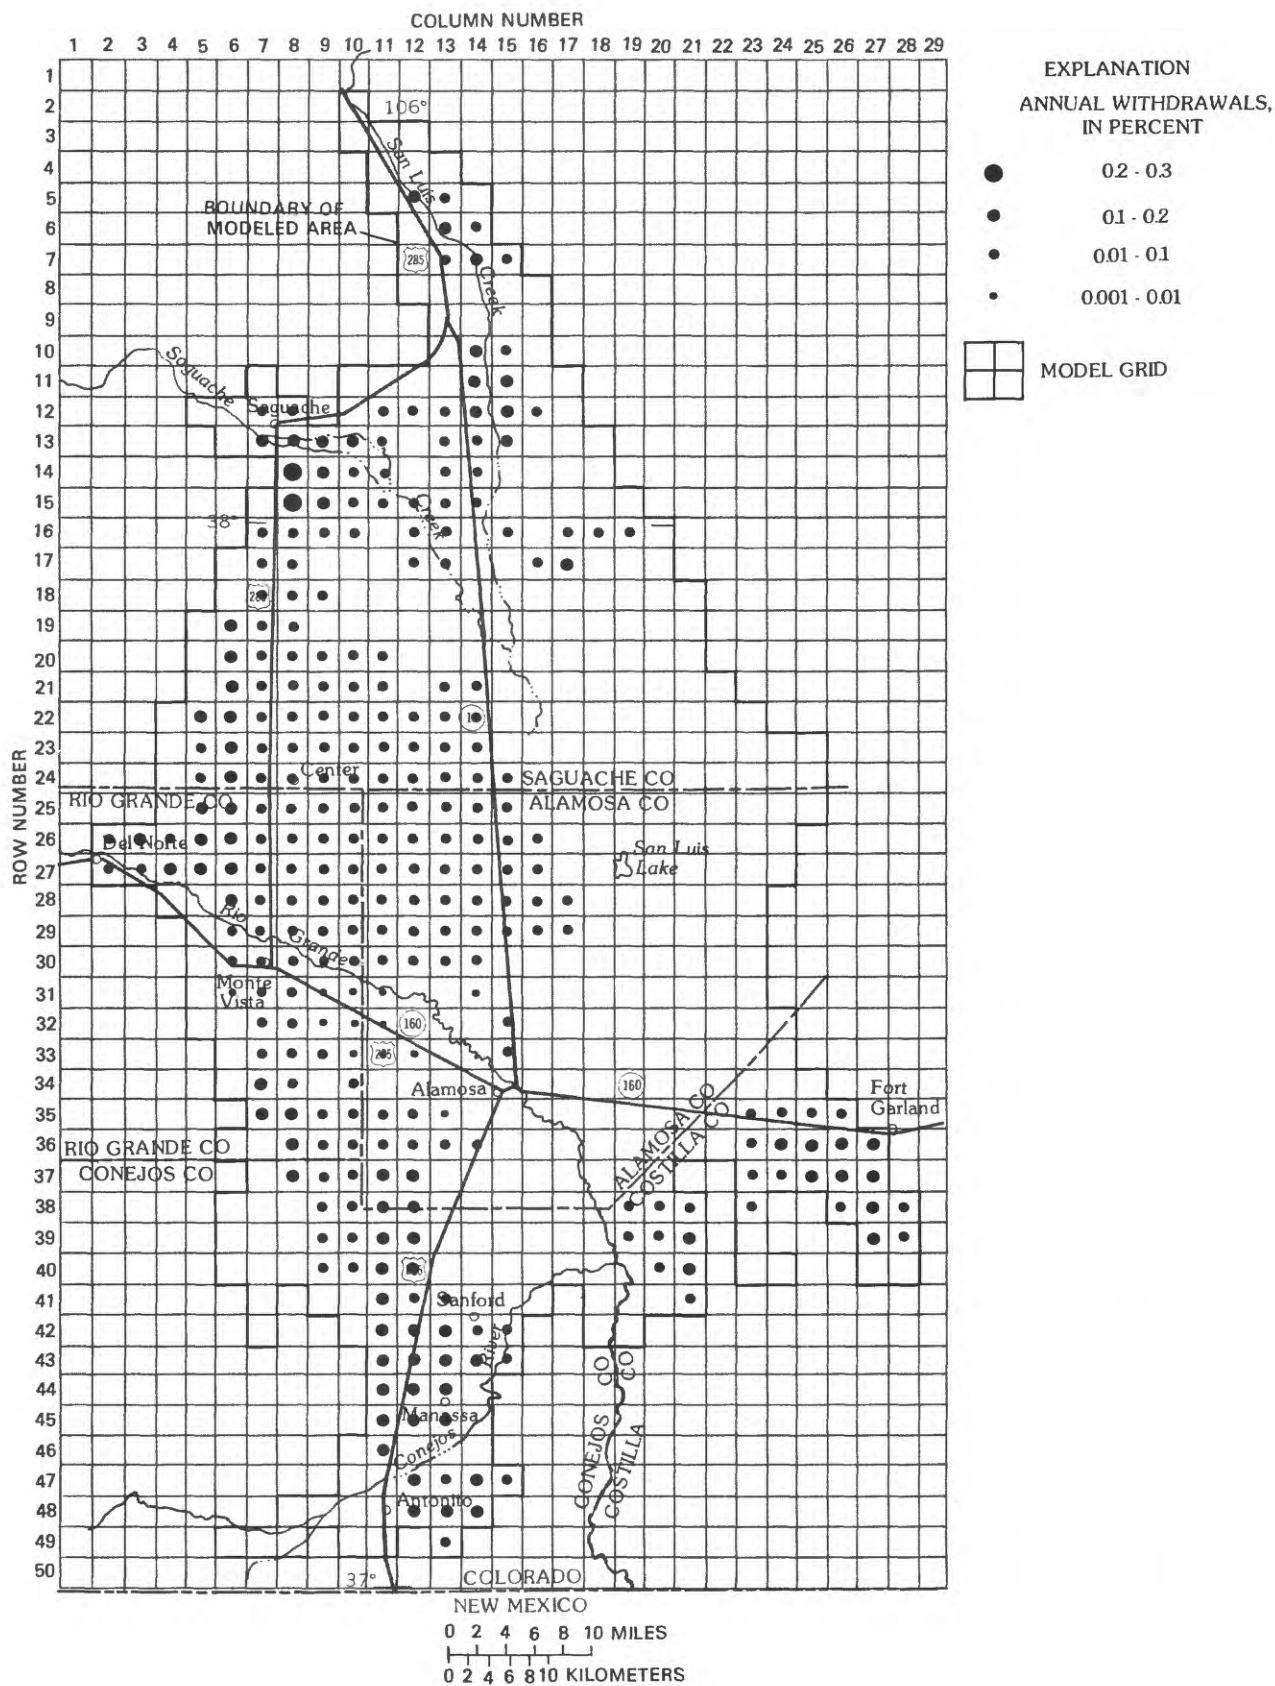 COLUMN NUMBER
1 2 3 4 5 6 7 8 9 10 11 12 13 14 15 16 17 18 19 20 21 22 23 24 25 26 27 28 29
ROW NUMBER
1
2
3
4
5
6
7
8
9
10
11
12
13
14
15
16
17
18
19
20
21
22
23
24
25
26
27
28
29
30
31
32
33
34
35
36
37
38
39
40
41
42
43
44
45
46
47
48
49
50
106°
San Luis
Creek
BOUNDARY OF
MODELED AREA
285
Saguache
Creek
Saguache
38°
Center
SAGUACHE CO
RIO GRANDE CO
ALAMOSA CO
Del Norte
San Luis
Lake
Rio
Grande
Monte
Vista
160
Alamosa
160
Fort
Garland
RIO GRANDE CO
CONEJOS CO
ALAMOSA CO
COSTILLA CO
Sanford
River
Manassa
Conejos
CONEJOS CO
COSTILLA CO
Antonito
37°
COLORADO
NEW MEXICO
0 2 4 6 8 10 MILES
0 2 4 6 8 10 KILOMETERS
EXPLANATION
ANNUAL WITHDRAWALS,
IN PERCENT
0.2 - 0.3
0.1 - 0.2
0.01 - 0.1
0.001 - 0.01
MODEL GRID